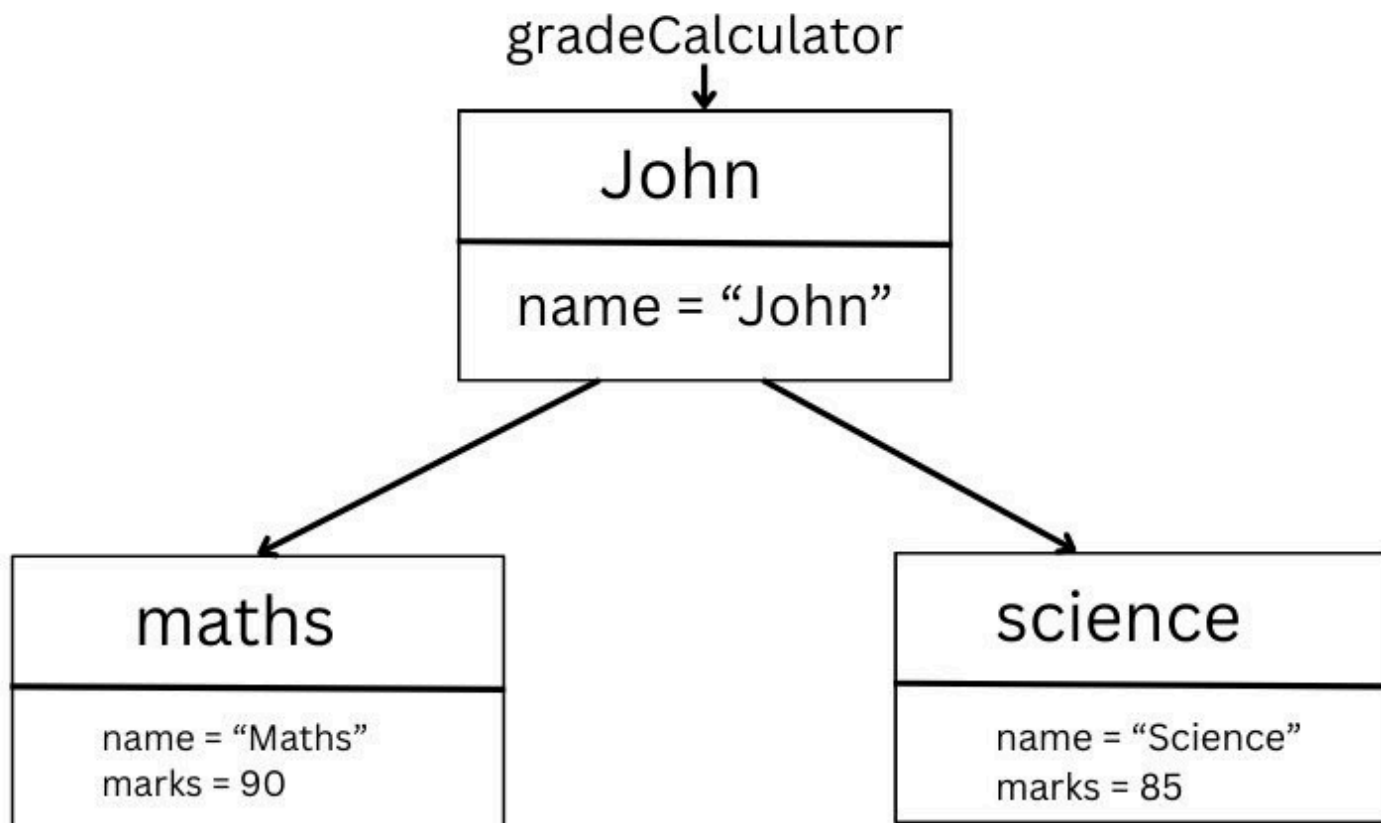 gradeCalculator
John
name = “John”
maths
name = “Maths”
marks = 90
science
name = “Science”
marks = 85